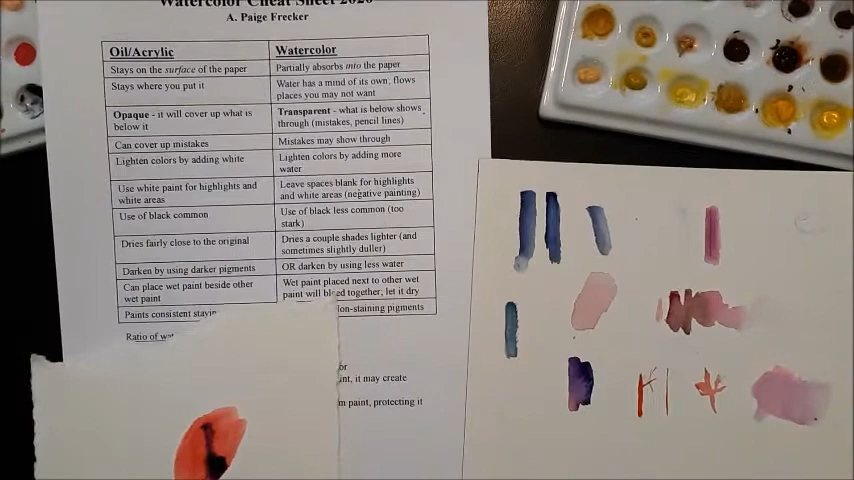 Watercolor Cheat Sheet 2020
A. Paige Frecker
Oil/Acrylic
Watercolor
Stays on the surface of the paper
Partially absorbs into the paper
Stays where you put it
Water has a mind of its own; flows
places you may not want
Opaque - it will cover up what is
below it
Transparent - what is below shows
through (mistakes, pencil lines)
Can cover up mistakes
Mistakes may show through
Lighten colors by adding white
Lighten colors by adding more
water
Use white paint for highlights and
white areas
Leave spaces blank for highlights
and white areas (negative painting)
Use of black common
Use of black less common (too
stark)
Dries fairly close to the original
Dries a couple shades lighter (and
sometimes slightly duller)
Darken by using darker pigments
OR darken by using less water
Can place wet paint beside other
wet paint
Wet paint placed next to other wet
paint will bleed together; let it dry
Paints consistent
Non-staining pigments
Ratio of
int, it may create
m paint, protecting it